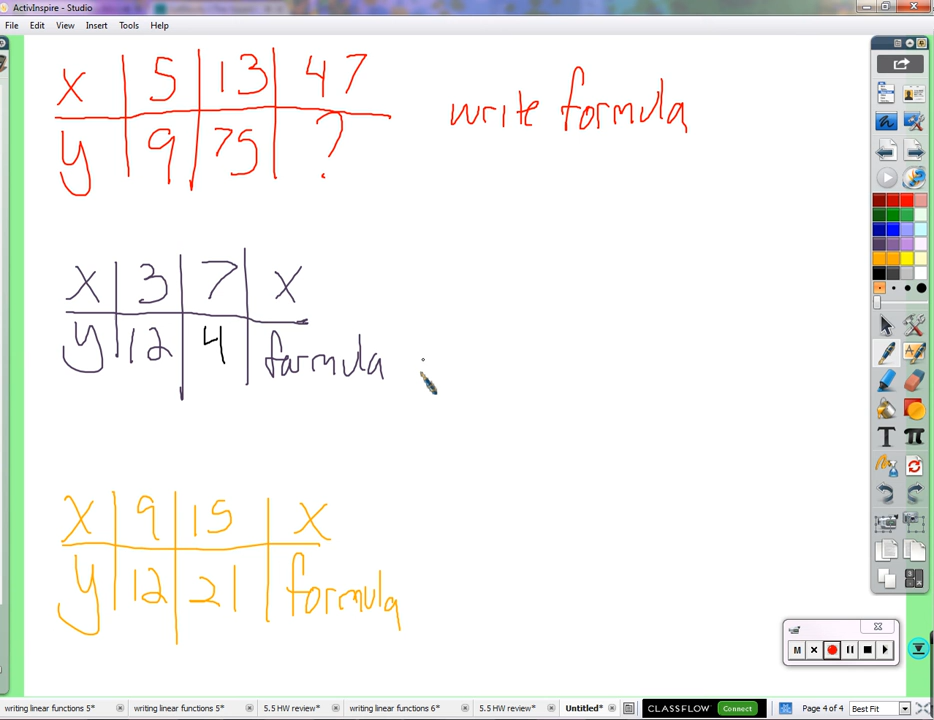 ActivInspire - Studio
File Edit View Insert Tools Help
x 5 13 47
y 9 75 ?
write formula
x 3 7 x
y 12 4 formula
x 9 15 x
y 12 21 formula
M
writing linear functions 5* writing linear functions 5* 5.5 HW review* writing linear functions 6* 5.5 HW review* Untitled* CLASSFLOW Connect Page 4 of 4 Best Fit